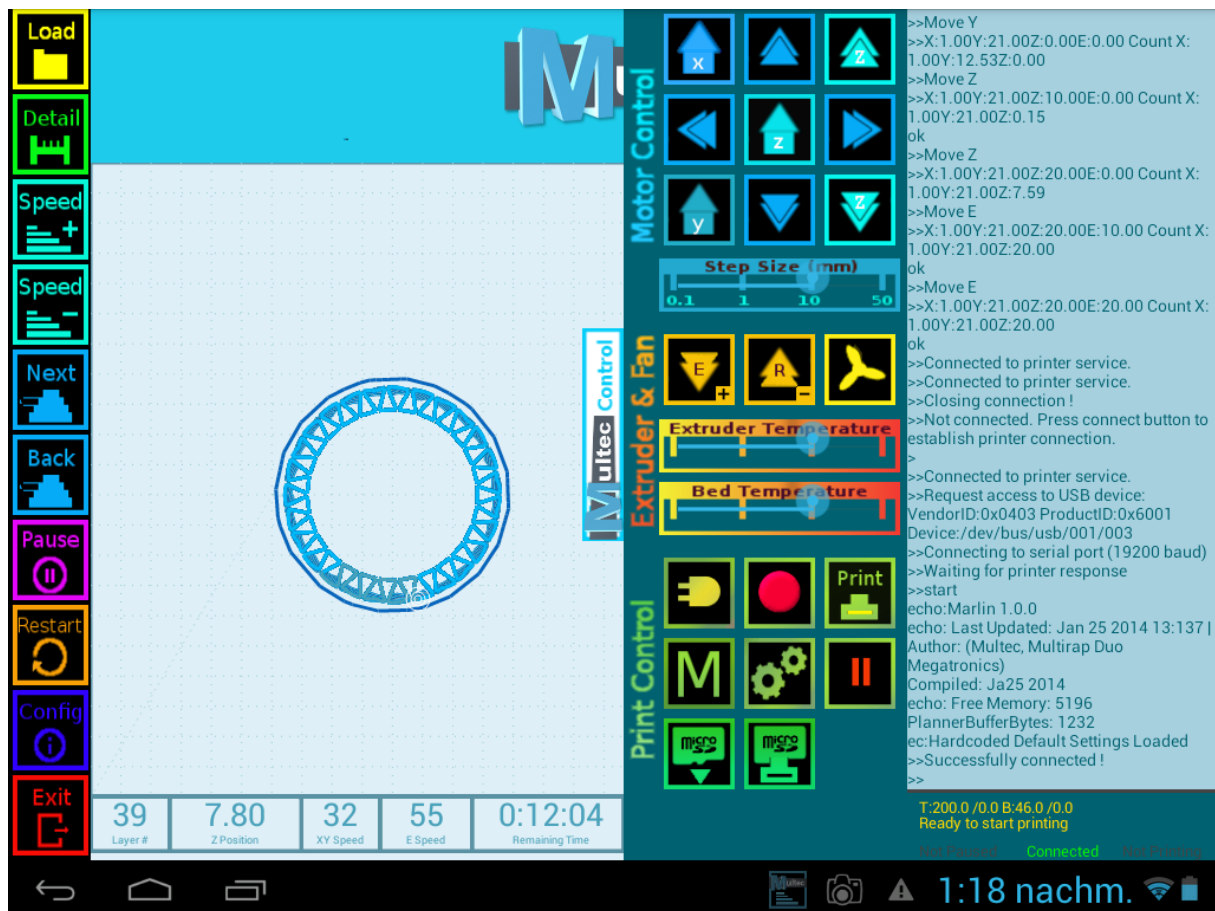 Load
Detail
Speed
+
Speed
-
Next
Back
Pause
Restart
Config
Exit
M
39
Layer #
7.80
Z Position
32
XY Speed
55
E Speed
0:12:04
Remaining Time
Multec Control
Motor Control
X
Z
Z
y
Z
Step Size (mm)
0.1 1 10 50
Extruder & Fan
E
+
R
-
Extruder Temperature
Bed Temperature
Print Control
Print
M
micro
micro
>>Move Y
>>X:1.00Y:21.00Z:0.00E:0.00 Count X:
1.00Y:12.53Z:0.00
>>Move Z
>>X:1.00Y:21.00Z:10.00E:0.00 Count X:
1.00Y:21.00Z:0.15
ok
>>Move Z
>>X:1.00Y:21.00Z:20.00E:0.00 Count X:
1.00Y:21.00Z:7.59
>>Move E
>>X:1.00Y:21.00Z:20.00E:10.00 Count X:
1.00Y:21.00Z:20.00
ok
>>Move E
>>X:1.00Y:21.00Z:20.00E:20.00 Count X:
1.00Y:21.00Z:20.00
ok
>>Connected to printer service.
>>Connected to printer service.
>>Closing connection !
>>Not connected. Press connect button to
establish printer connection.
>
>>Connected to printer service.
>>Request access to USB device:
VendorID:0x0403 ProductID:0x6001
Device:/dev/bus/usb/001/003
>>Connecting to serial port (19200 baud)
>>Waiting for printer response
>>start
echo:Marlin 1.0.0
echo: Last Updated: Jan 25 2014 13:137 |
Author: (Multec, Multirap Duo
Megatronics)
Compiled: Ja25 2014
echo: Free Memory: 5196
PlannerBufferBytes: 1232
ec:Hardcoded Default Settings Loaded
>>Successfully connected !
>>
T:200.0 /0.0 B:46.0 /0.0
Ready to start printing
Not Paused Connected Not Printing
Multec
1:18 nachm.